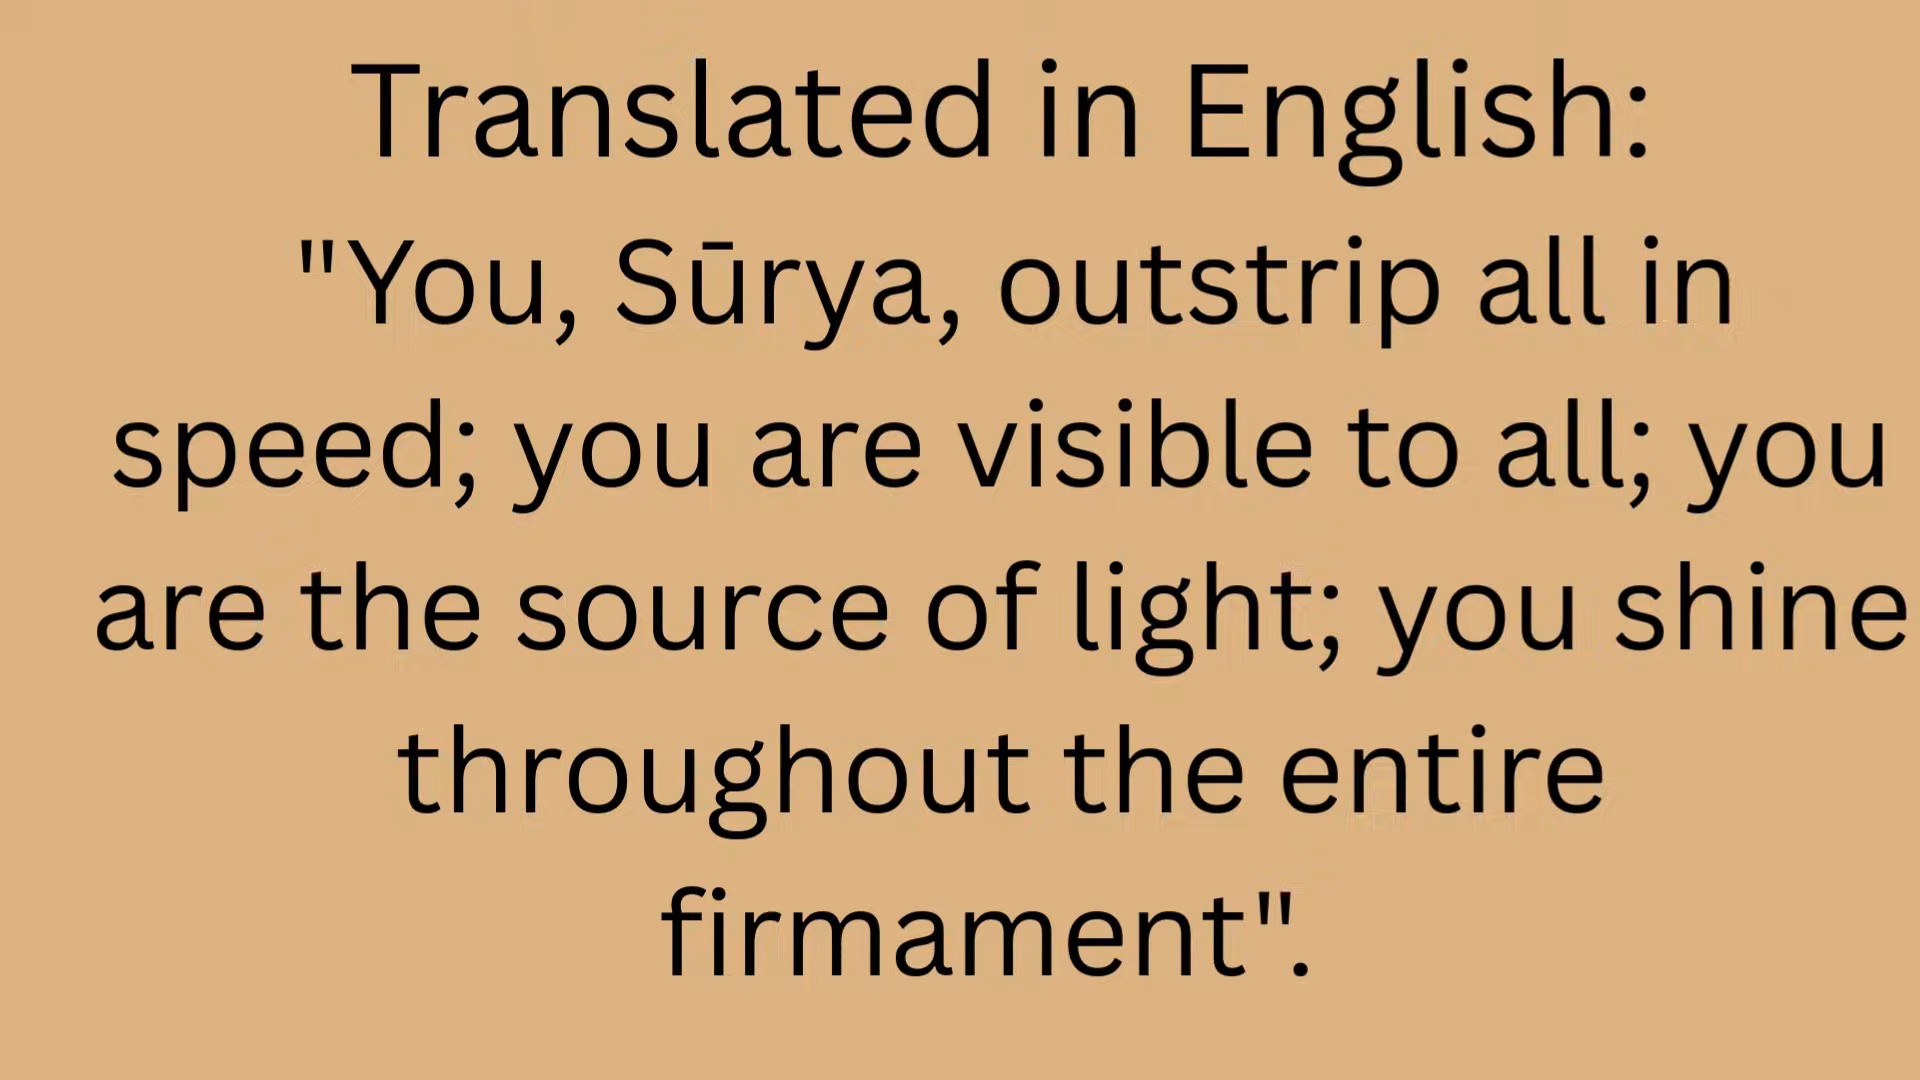 Translated in English:
"You, Sūrya, outstrip all in
speed; you are visible to all; you
are the source of light; you shine
throughout the entire
firmament".